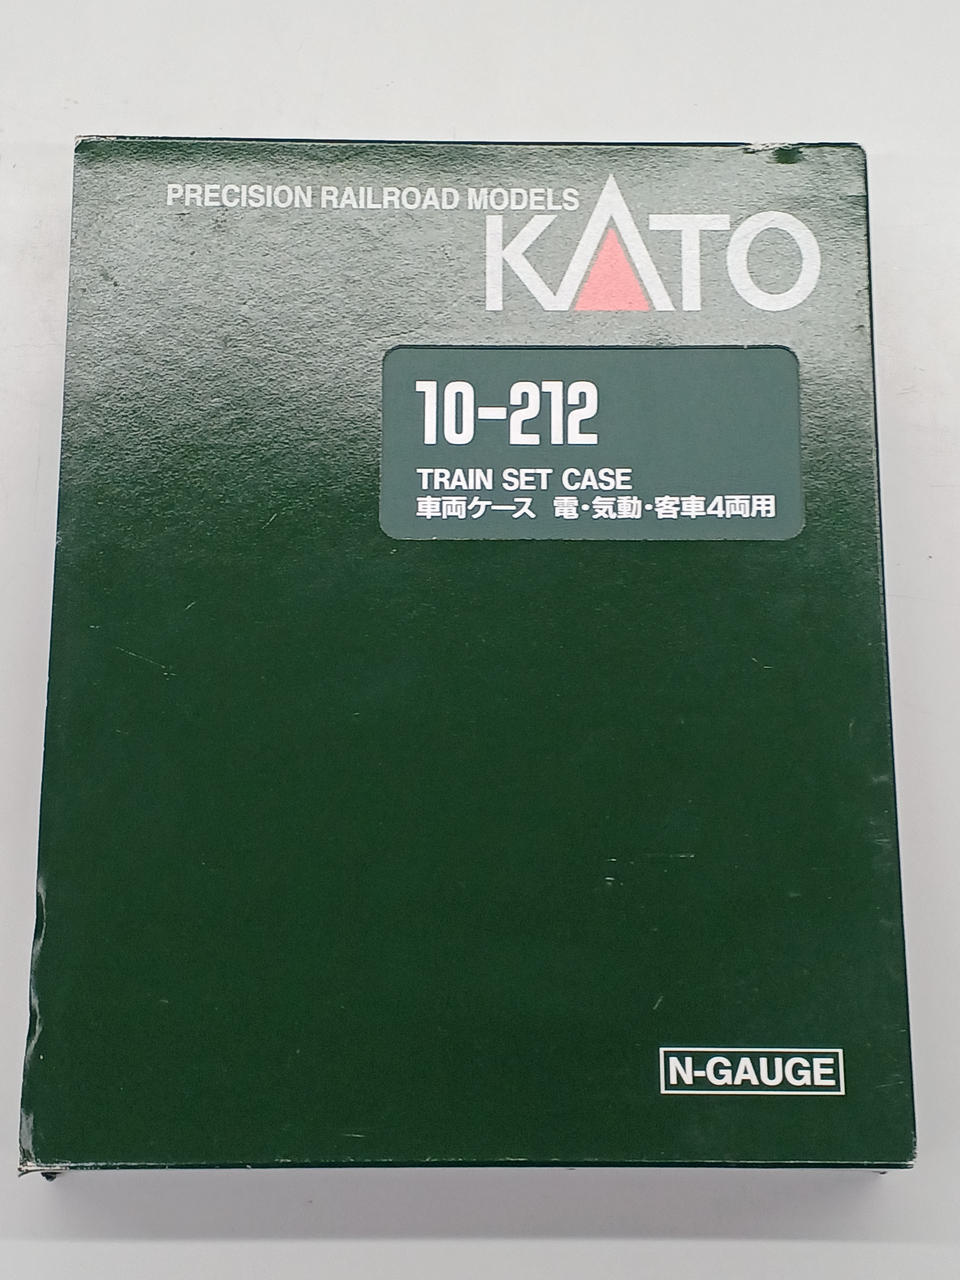 PRECISION RAILROAD MODELS
KATO
10-212
TRAIN SET CASE
車両ケース 電・気動・客車4両用
N-GAUGE